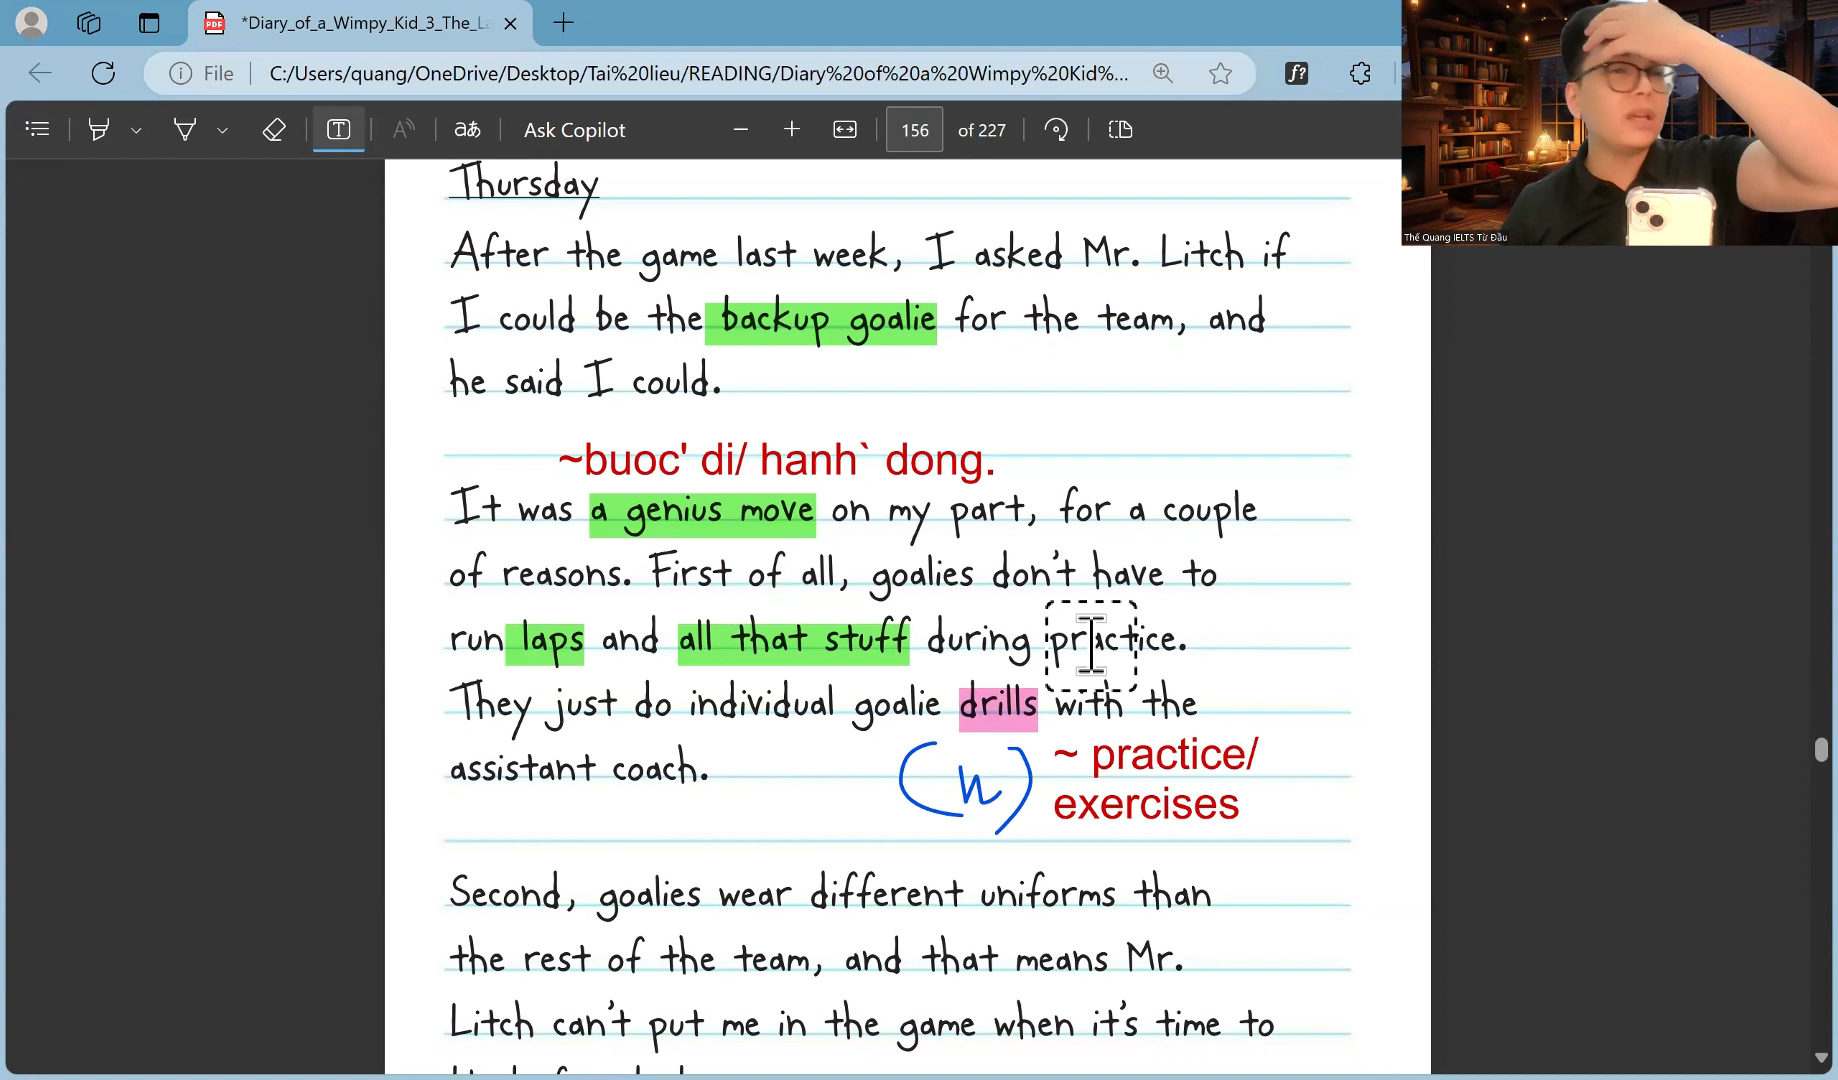 *Diary_of_a_Wimpy_Kid_3_The_La
File
C:/Users/quang/OneDrive/Desktop/Tai%20lieu/READING/Diary%20of%20a%20Wimpy%20Kid%...
f?
Ask Copilot
156 of 227
Thế Quang IELTS Từ Đầu
Thursday
After the game last week, I asked Mr. Litch if
I could be the backup goalie for the team, and
he said I could.
~buoc' di/ hanh` dong.
It was a genius move on my part, for a couple
of reasons. First of all, goalies don't have to
run laps and all that stuff during practice.
They just do individual goalie drills with the
assistant coach.
(n)
~ practice/
exercises
Second, goalies wear different uniforms than
the rest of the team, and that means Mr.
Litch can't put me in the game when it's time to